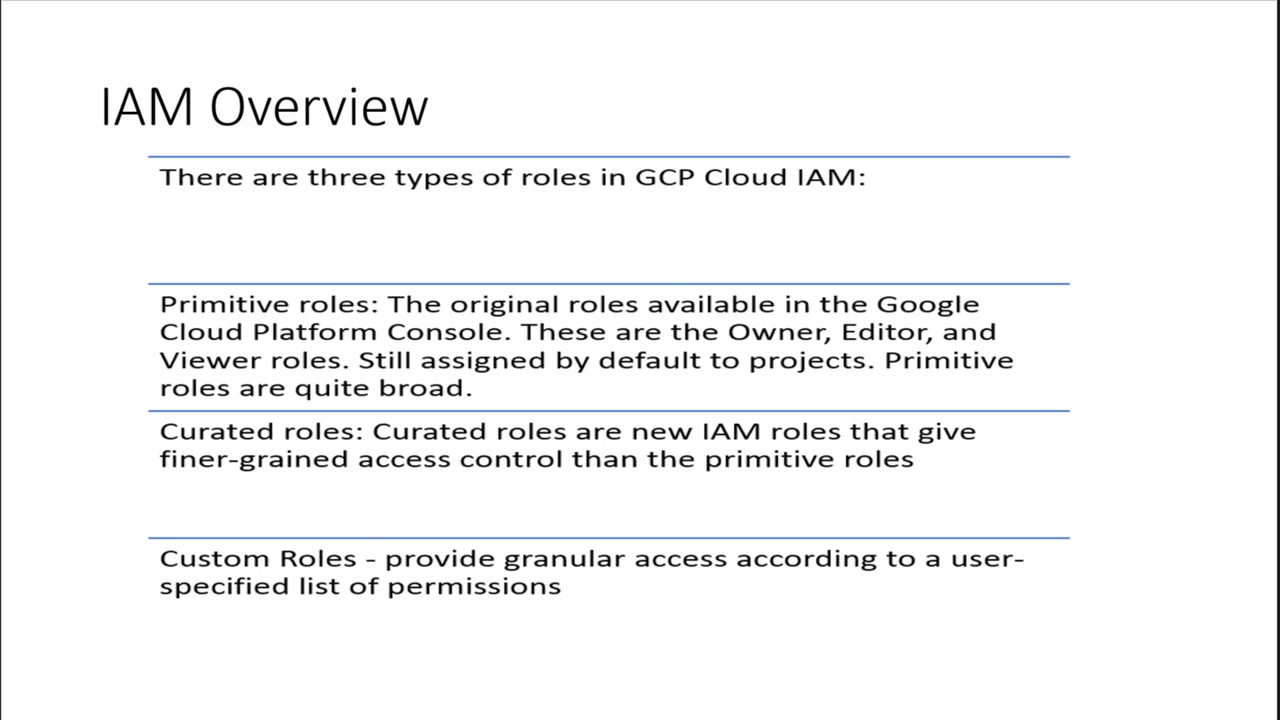 IAM Overview
There are three types of roles in GCP Cloud IAM:
Primitive roles: The original roles available in the Google
Cloud Platform Console. These are the Owner, Editor, and
Viewer roles. Still assigned by default to projects. Primitive
roles are quite broad.
Curated roles: Curated roles are new IAM roles that give
finer-grained access control than the primitive roles
Custom Roles - provide granular access according to a user-
specified list of permissions